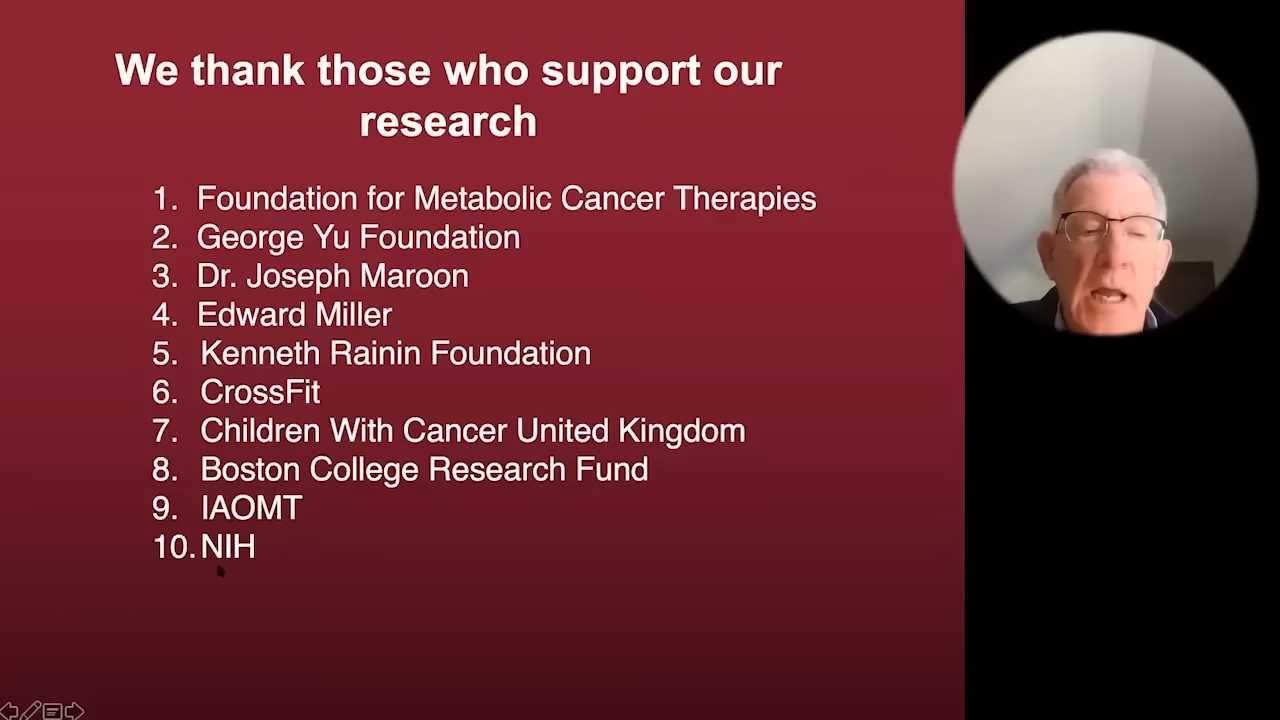 We thank those who support our
research
1. Foundation for Metabolic Cancer Therapies
2. George Yu Foundation
3. Dr. Joseph Maroon
4. Edward Miller
5. Kenneth Rainin Foundation
6. CrossFit
7. Children With Cancer United Kingdom
8. Boston College Research Fund
9. IAOMT
10. NIH